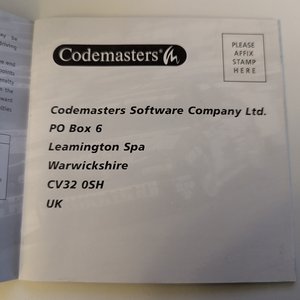 Codemasters®
PLEASE
AFFIX
STAMP
HERE
Codemasters Software Company Ltd.
PO Box 6
Leamington Spa
Warwickshire
CV32 0SH
UK